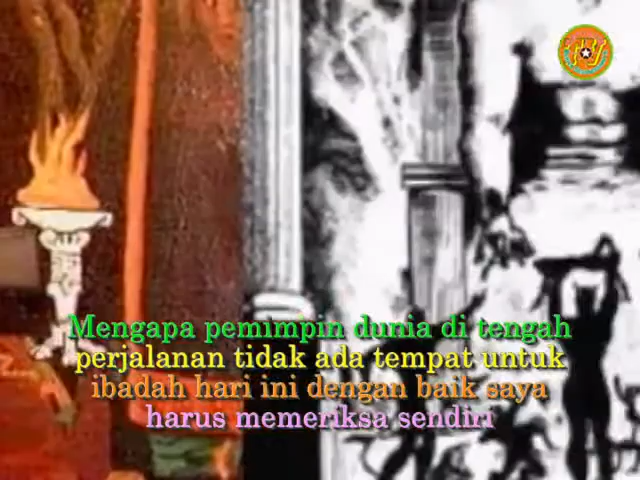 Mengapa pemimpin dunia di tengah
perjalanan tidak ada tempat untuk
ibadah hari ini dengan baik saya
harus memeriksa sendiri